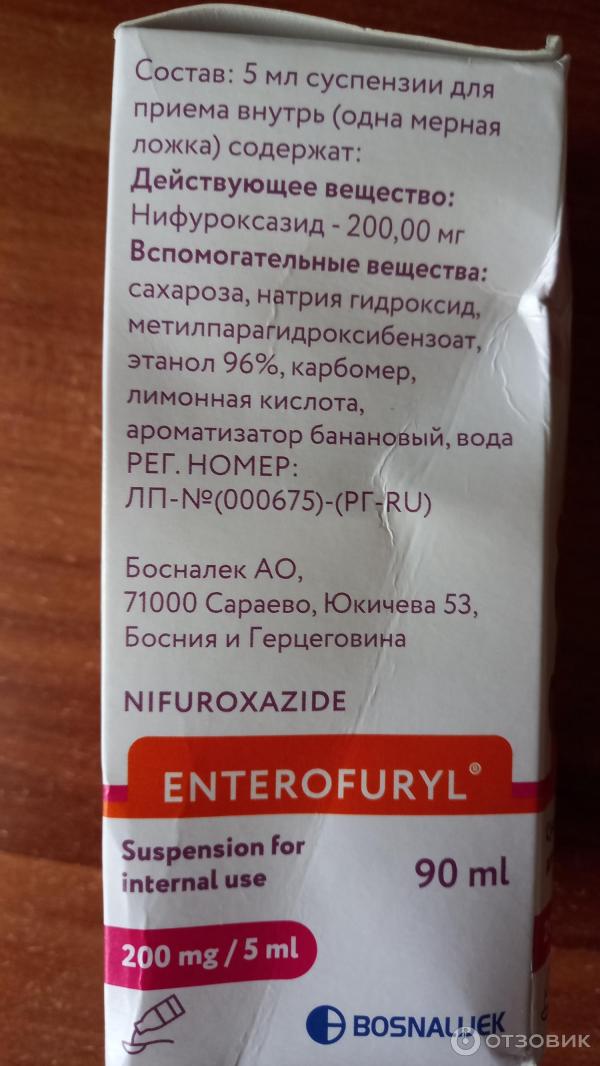 Состав: 5 мл суспензии для
приема внутрь (одна мерная
ложка) содержат:
Действующее вещество:
Нифуроксазид - 200,00 мг
Вспомогательные вещества:
сахароза, натрия гидроксид,
метилпарагидроксибензоат,
этанол 96%, карбомер,
лимонная кислота,
ароматизатор банановый, вода
РЕГ. НОМЕР:
ЛП-№(000675)-(РГ-RU)
Босналек АО,
71000 Сараево, Юкичева 53,
Босния и Герцеговина
NIFUROXAZIDE
ENTEROFURYL®
Suspension for
internal use
90 ml
200 mg / 5 ml
BOSNALIJEK
ОТЗОВИК